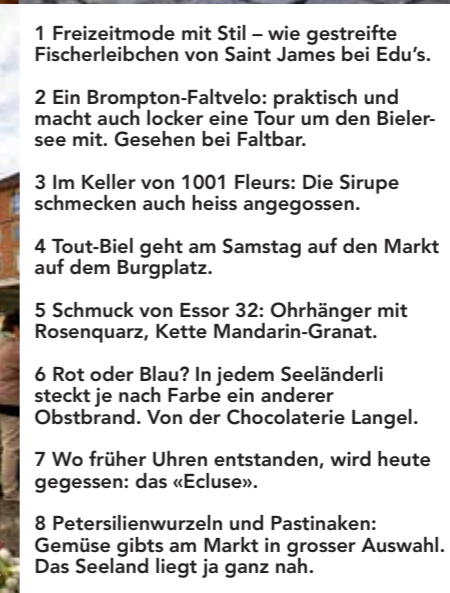 1 Freizeitmode mit Stil – wie gestreifte
Fischerleibchen von Saint James bei Edu's.
2 Ein Brompton-Faltvelo: praktisch und
macht auch locker eine Tour um den Bieler-
see mit. Gesehen bei Faltbar.
3 Im Keller von 1001 Fleurs: Die Sirupe
schmecken auch heiss angegossen.
4 Tout-Biel geht am Samstag auf den Markt
auf dem Burgplatz.
5 Schmuck von Essor 32: Ohrhänger mit
Rosenquarz, Kette Mandarin-Granat.
6 Rot oder Blau? In jedem Seeländerli
steckt je nach Farbe ein anderer
Obstbrand. Von der Chocolaterie Langel.
7 Wo früher Uhren entstanden, wird heute
gegessen: das «Ecluse».
8 Petersilienwurzeln und Pastinaken:
Gemüse gibts am Markt in grosser Auswahl.
Das Seeland liegt ja ganz nah.